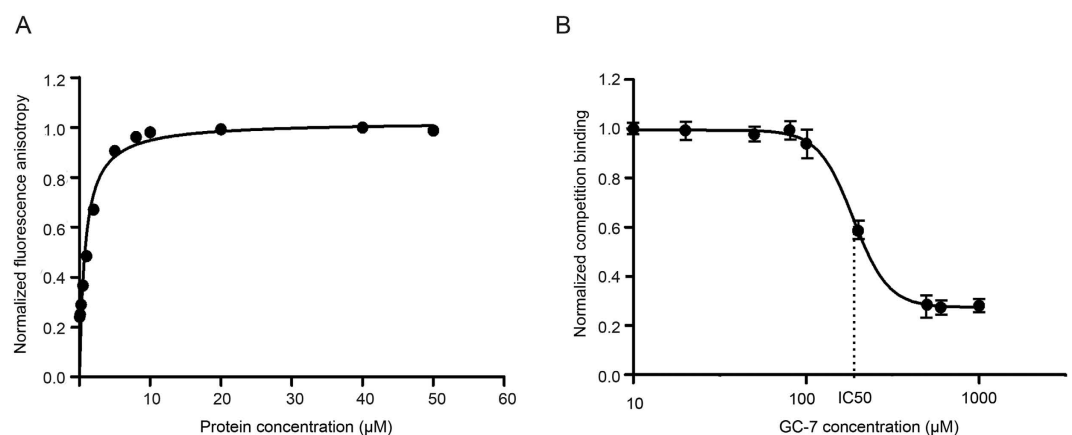 A
Normalized fluorescence anisotropy
1.2
1.0
0.8
0.6
0.4
0.2
0.0
10 20 30 40 50 60
Protein concentration (µM)
B
Normalized competition binding
1.2
1.0
0.8
0.6
0.4
0.2
0.0
10 100 IC50 1000
GC-7 concentration (µM)